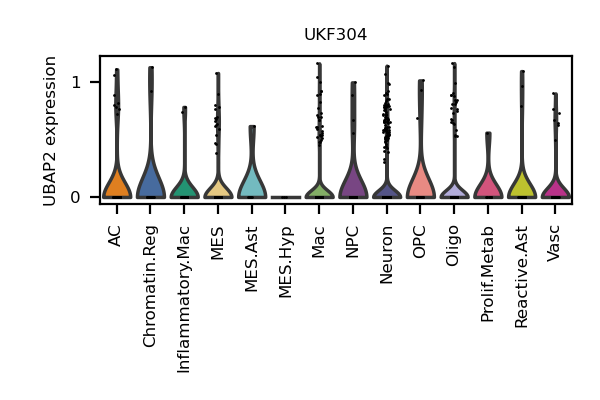 UKF304
UBAP2 expression
1
0
AC
Chromatin.Reg
Inflammatory.Mac
MES
MES.Ast
MES.Hyp
Mac
NPC
Neuron
OPC
Oligo
Prolif.Metab
Reactive.Ast
Vasc